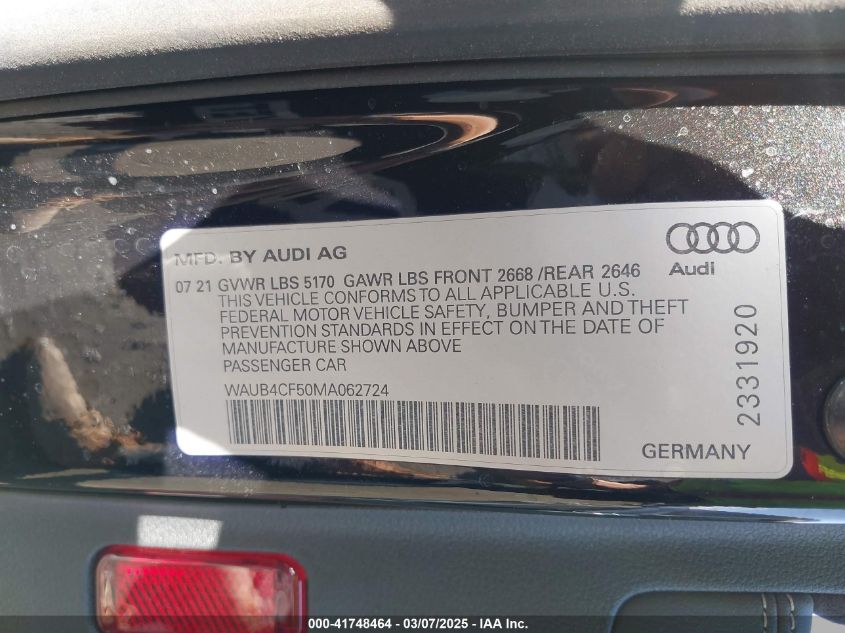 MFD. BY AUDI AG
Audi
07 21 GVWR LBS 5170 GAWR LBS FRONT 2668 /REAR 2646
THIS VEHICLE CONFORMS TO ALL APPLICABLE U.S.
FEDERAL MOTOR VEHICLE SAFETY, BUMPER AND THEFT
PREVENTION STANDARDS IN EFFECT ON THE DATE OF
MANUFACTURE SHOWN ABOVE
PASSENGER CAR
WAUB4CF50MA062724
2331920
GERMANY
000-41748464 - 03/07/2025 - IAA Inc.